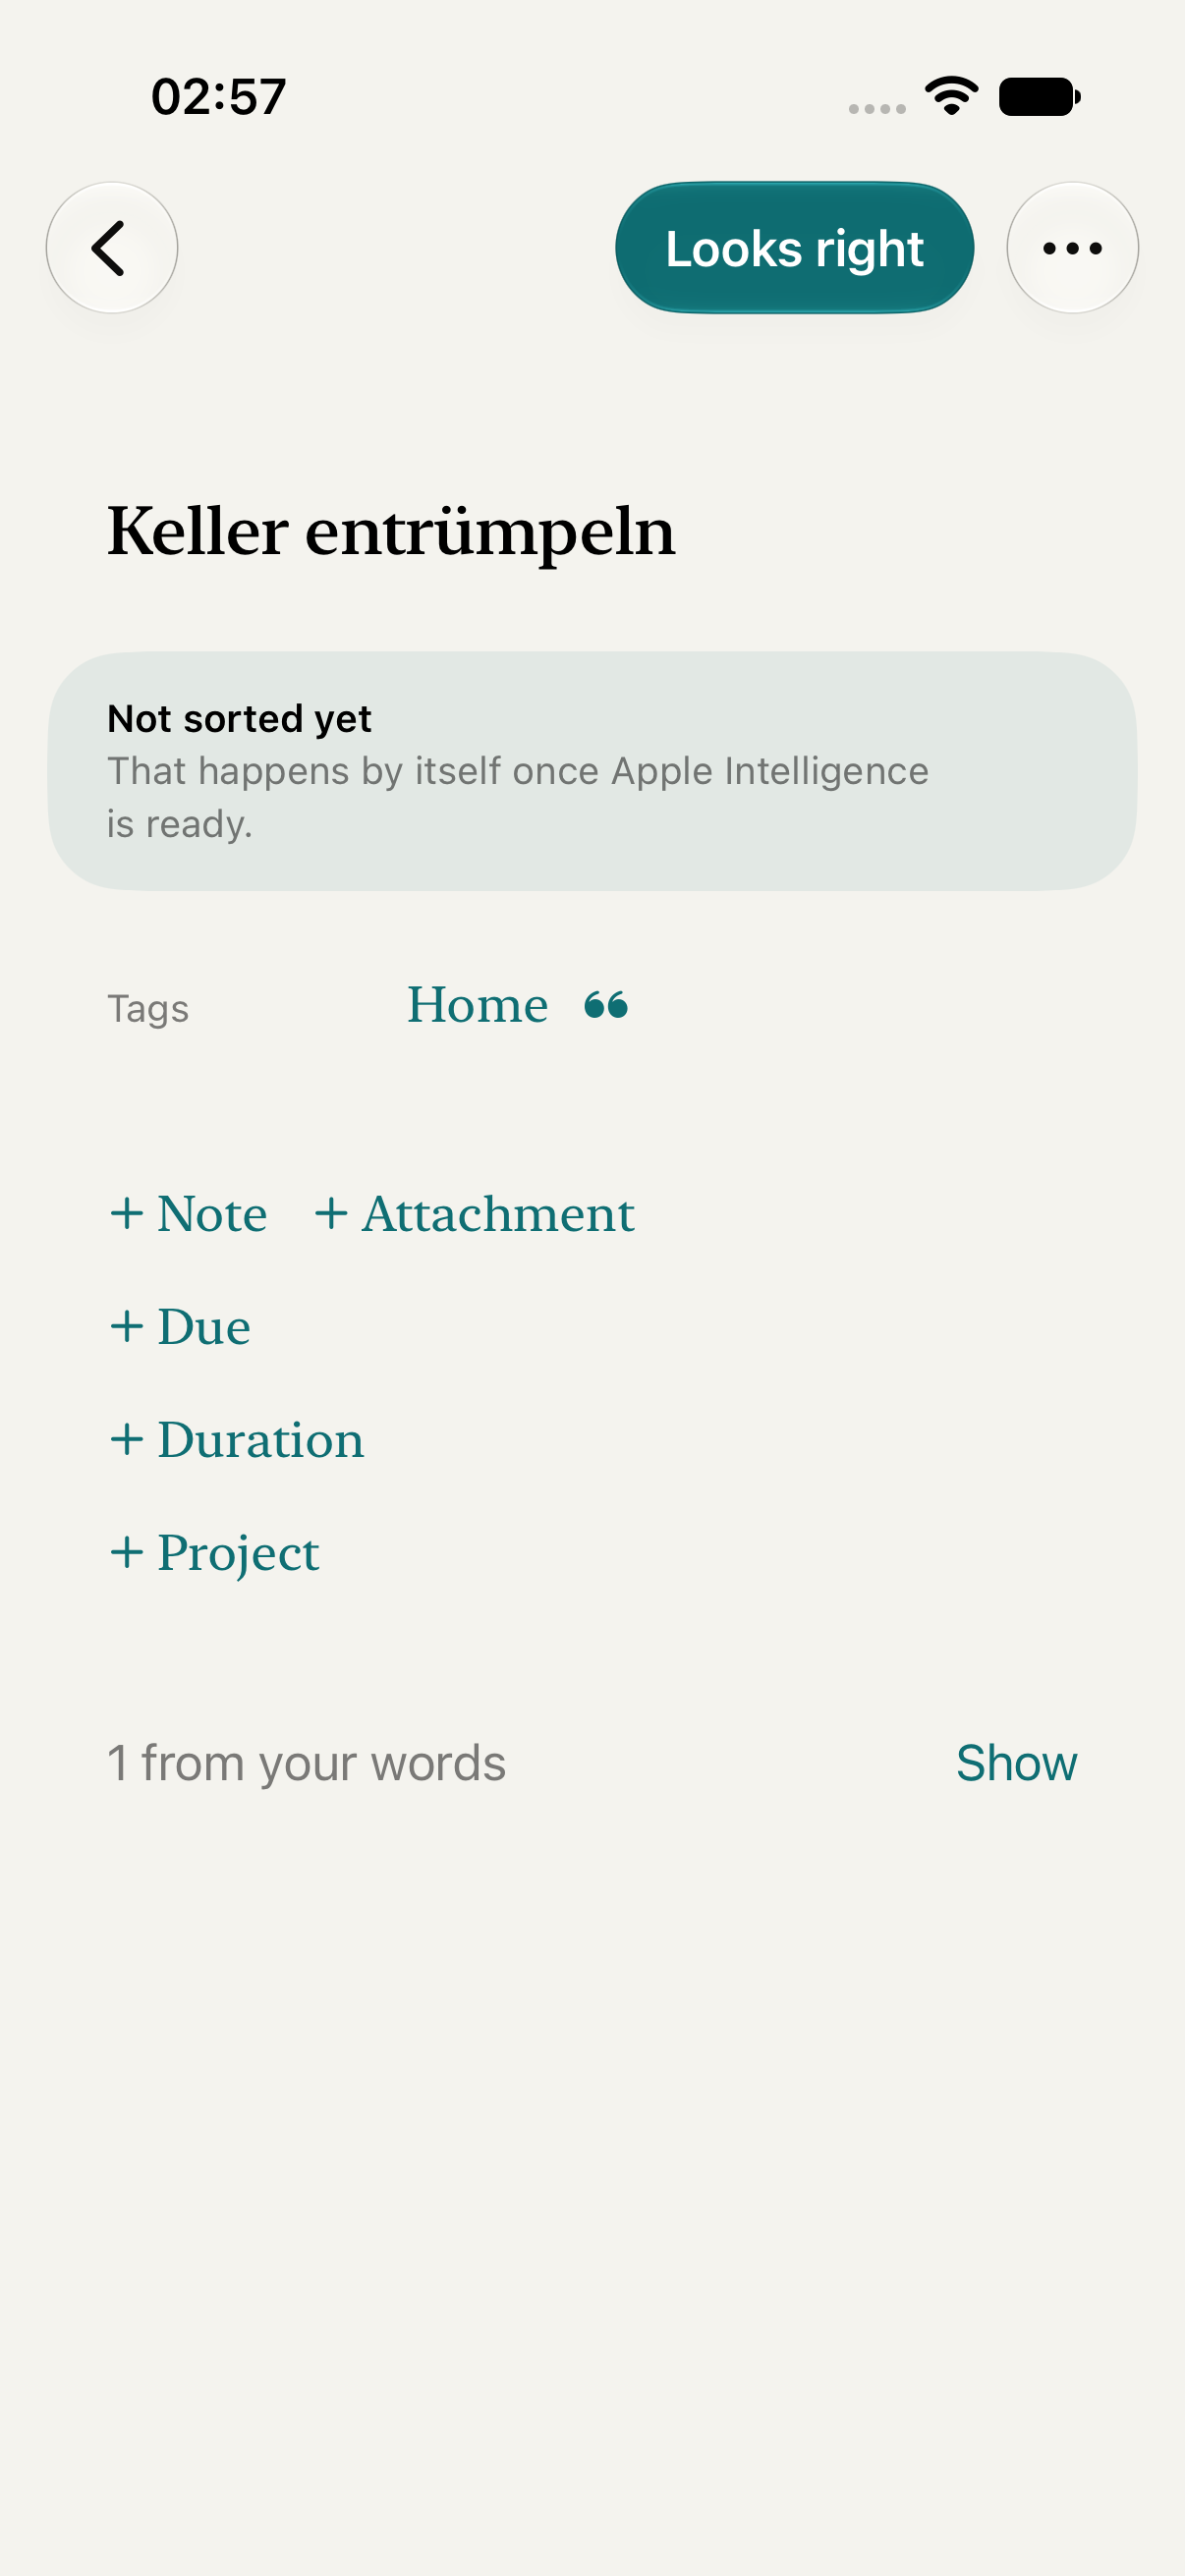 02:57
Looks right
Keller entrümpeln
Not sorted yet
That happens by itself once Apple Intelligence
is ready.
Tags Home
+ Note + Attachment
+ Due
+ Duration
+ Project
1 from your words Show